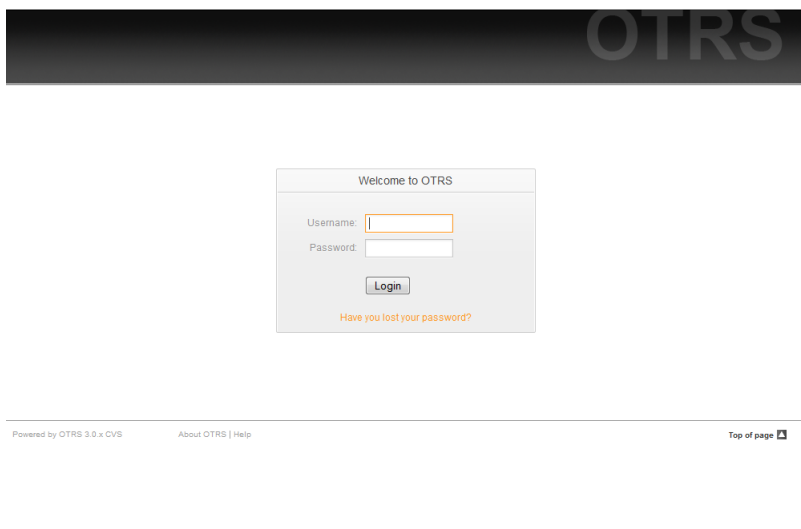 OTRS
Welcome to OTRS
Username:
Password:
Login
Have you lost your password?
Powered by OTRS 3.0.x CVS About OTRS | Help Top of page